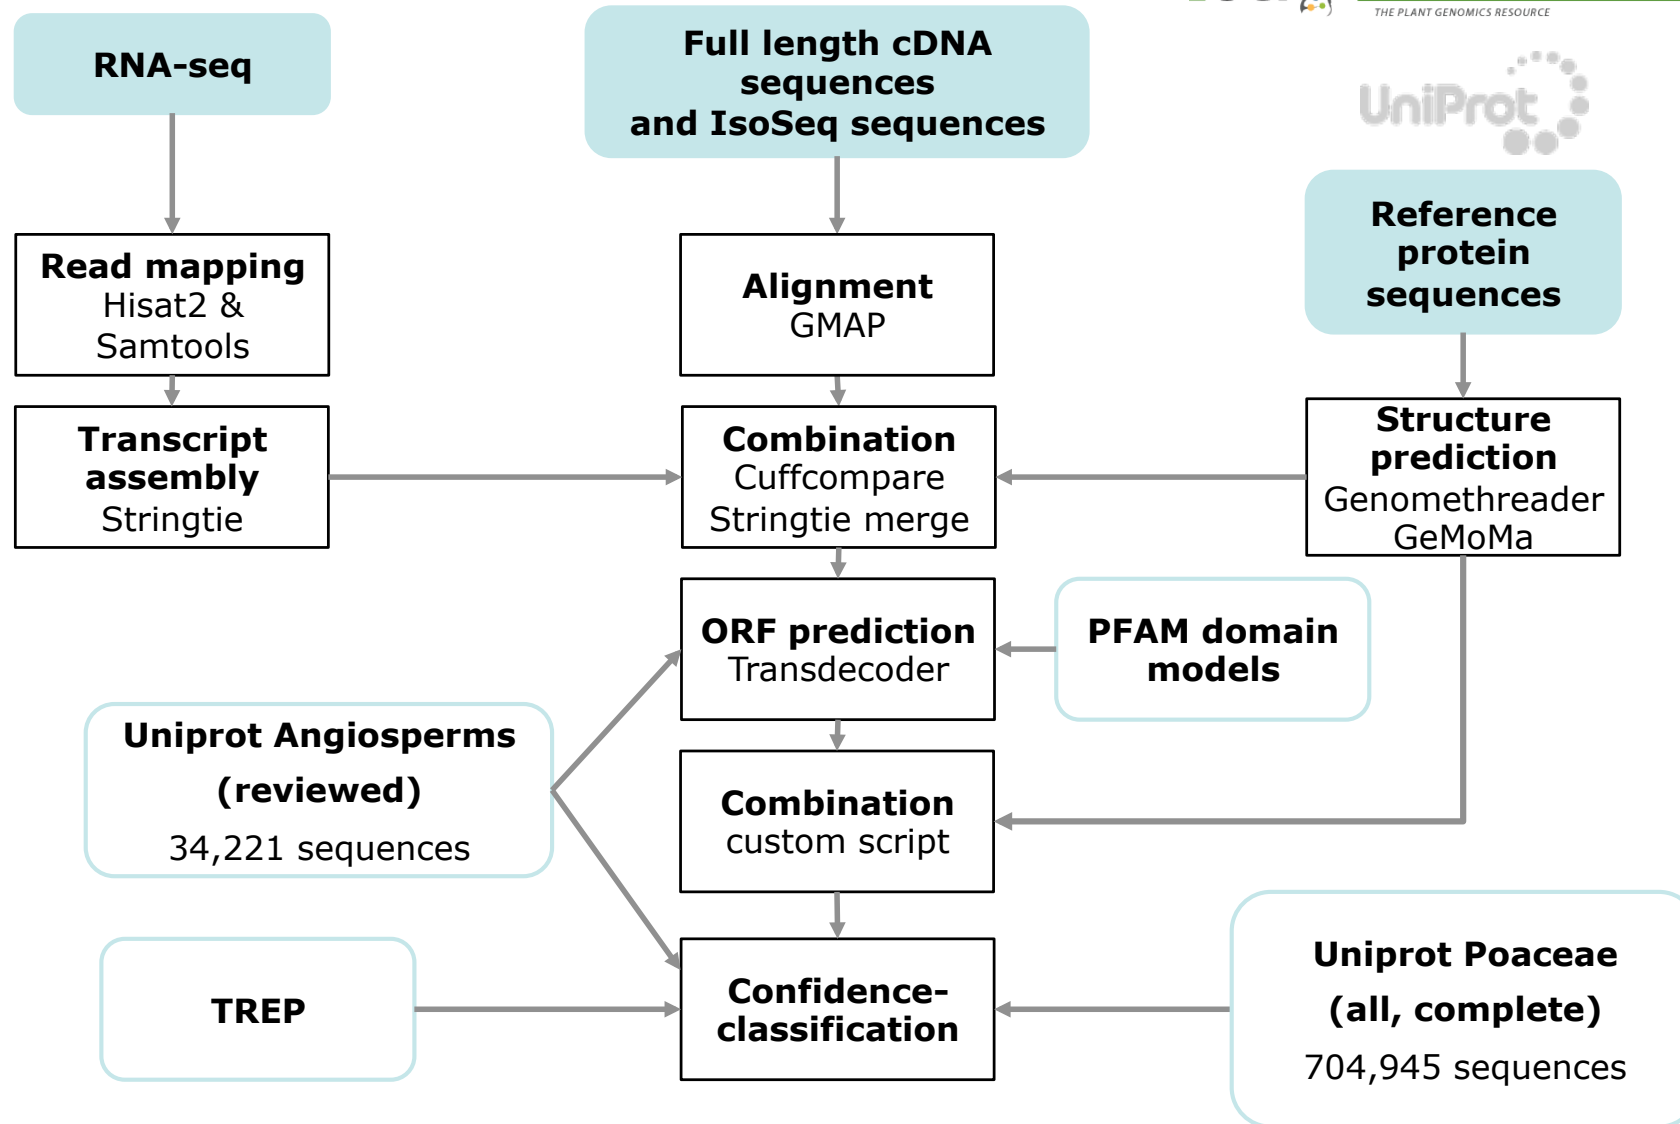 THE PLANT GENOMICS RESOURCE
UniProt
RNA-seq
Full length cDNA
sequences
and IsoSeq sequences
Reference
protein
sequences
Read mapping
Hisat2 &
Samtools
Alignment
GMAP
Transcript
assembly
Stringtie
Combination
Cuffcompare
Stringtie merge
Structure
prediction
Genomethreader
GeMoMa
ORF prediction
Transdecoder
PFAM domain
models
Uniprot Angiosperms
(reviewed)
34,221 sequences
Combination
custom script
TREP
Confidence-
classification
Uniprot Poaceae
(all, complete)
704,945 sequences